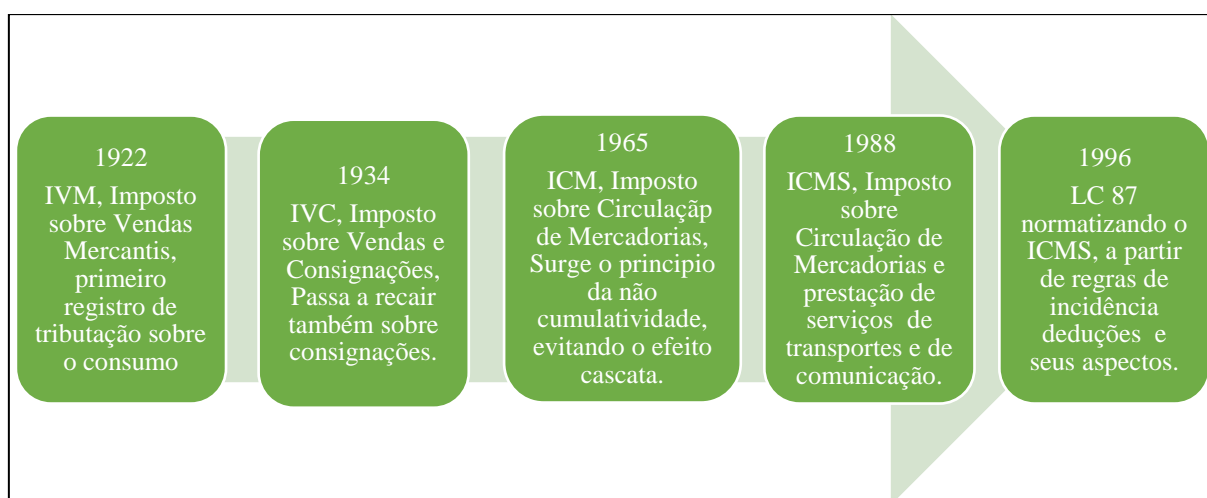 1922
IVM, Imposto
sobre Vendas
Mercantis,
primeiro
registro de
tributação sobre
o consumo
1934
IVC, Imposto
sobre Vendas e
Consignações,
Passa a recair
também sobre
consignações.
1965
ICM, Imposto
sobre Circulaçãp
de Mercadorias,
Surge o principio
da não
cumulatividade,
evitando o efeito
cascata.
1988
ICMS, Imposto
sobre
Circulação de
Mercadorias e
prestação de
serviços de
transportes e de
comunicação.
1996
LC 87
normatizando o
ICMS, a partir
de regras de
incidência
deduções e
seus aspectos.